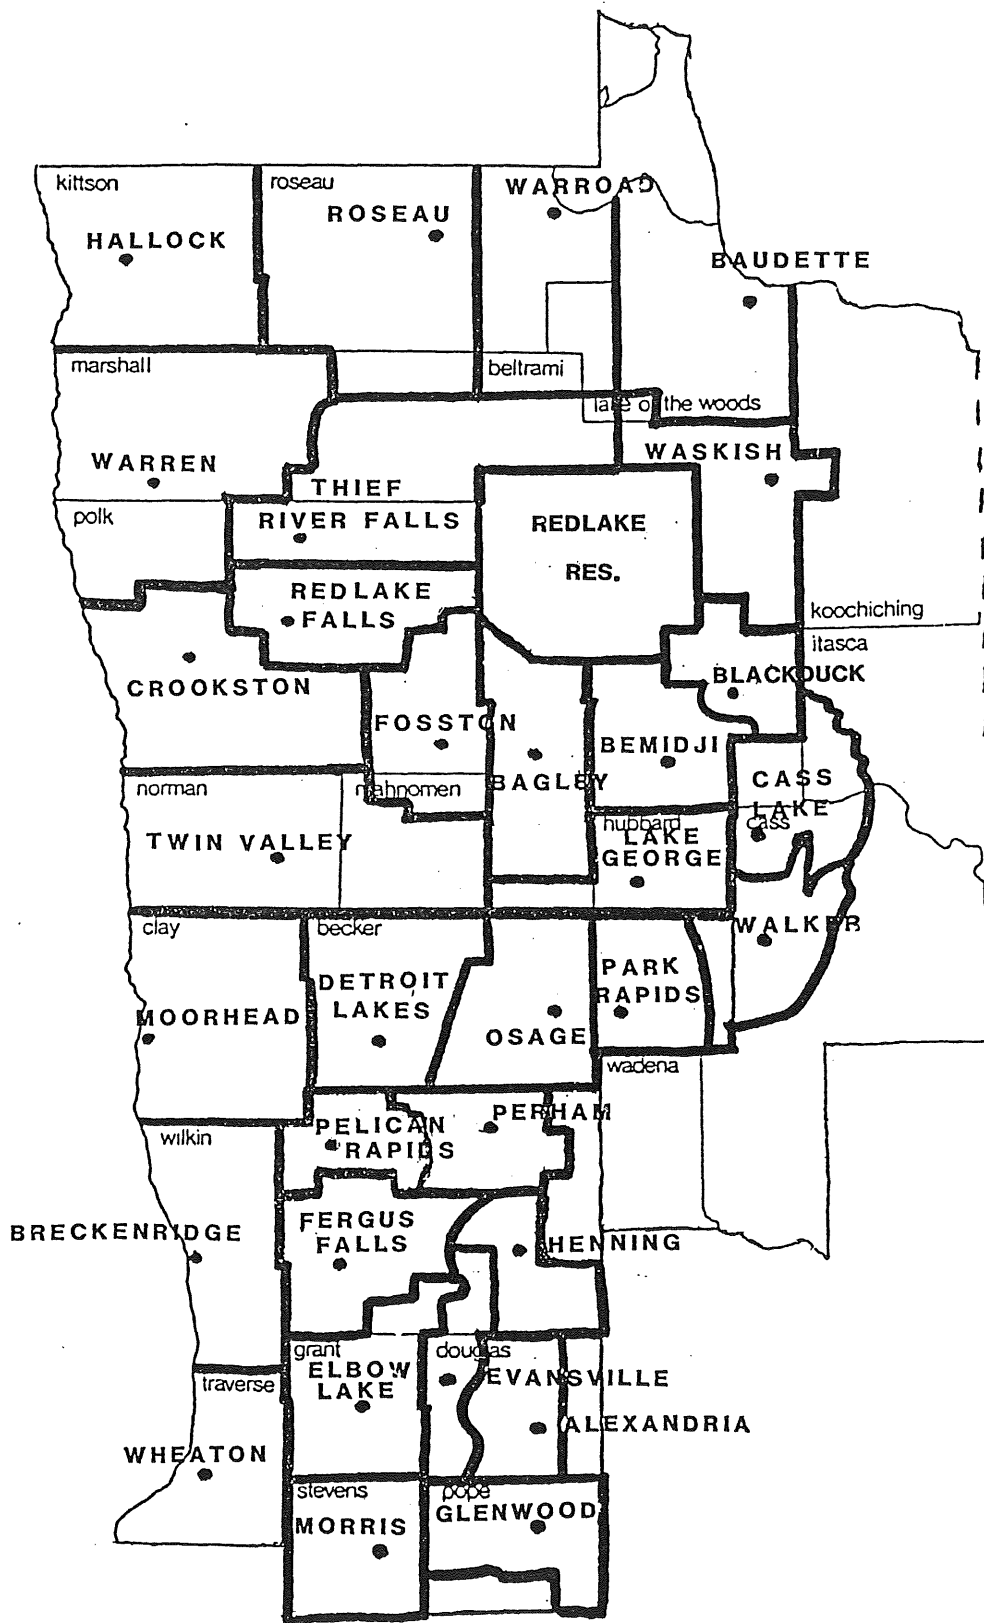 kittson
roseau
WARROAD
ROSEAU
HALLOCK
BAUDETTE
marshall
beltrami
lake of the woods
WARREN
WASKISH
THIEF
RIVER FALLS
polk
REDLAKE
RES.
REDLAKE
FALLS
koochiching
itasca
CROOKSTON
BLACKDUCK
FOSSTON
BEMIDJI
norman
mahnomen
BAGLEY
CASS
LAKE
hubbard
cass
TWIN VALLEY
LAKE
GEORGE
clay
becker
WALKER
DETROIT
LAKES
PARK
RAPIDS
MOORHEAD
OSAGE
wadena
wilkin
PELICAN
RAPIDS
PERHAM
BRECKENRIDGE
FERGUS
FALLS
HENNING
grant
douglas
ELBOW
LAKE
EVANSVILLE
traverse
ALEXANDRIA
WHEATON
stevens
pope
MORRIS
GLENWOOD